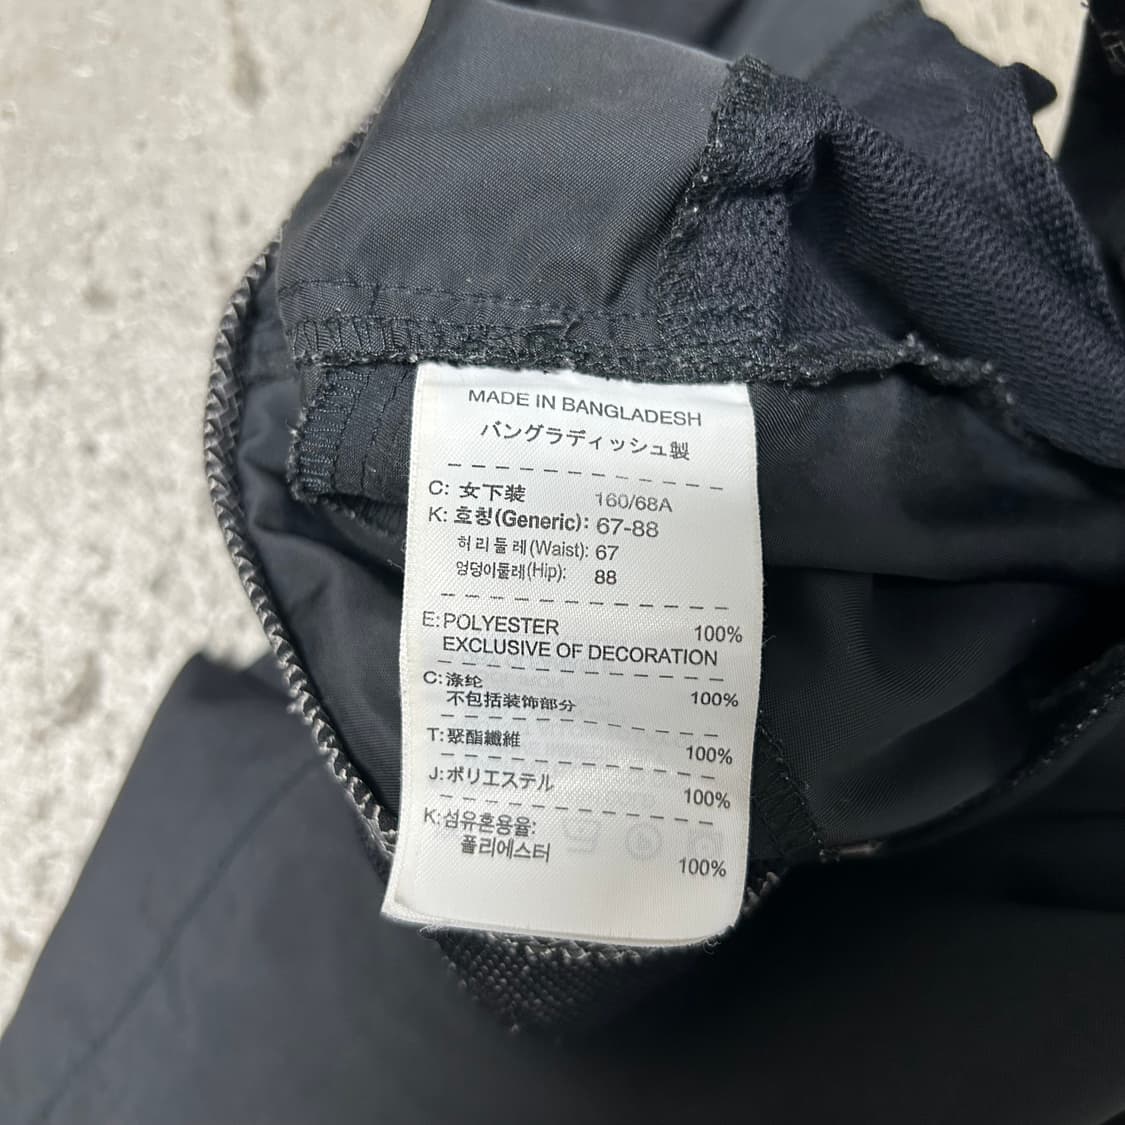 MADE IN BANGLADESH
バングラディッシュ製
C: 女下装 160/68A
K: 호칭(Generic): 67-88
허리둘레(Waist): 67
엉덩이둘레(Hip): 88
E: POLYESTER 100%
EXCLUSIVE OF DECORATION
C: 涤纶 100%
不包括装饰部分
T: 聚酯纖維 100%
J: ポリエステル 100%
K: 섬유혼용율:
폴리에스터 100%